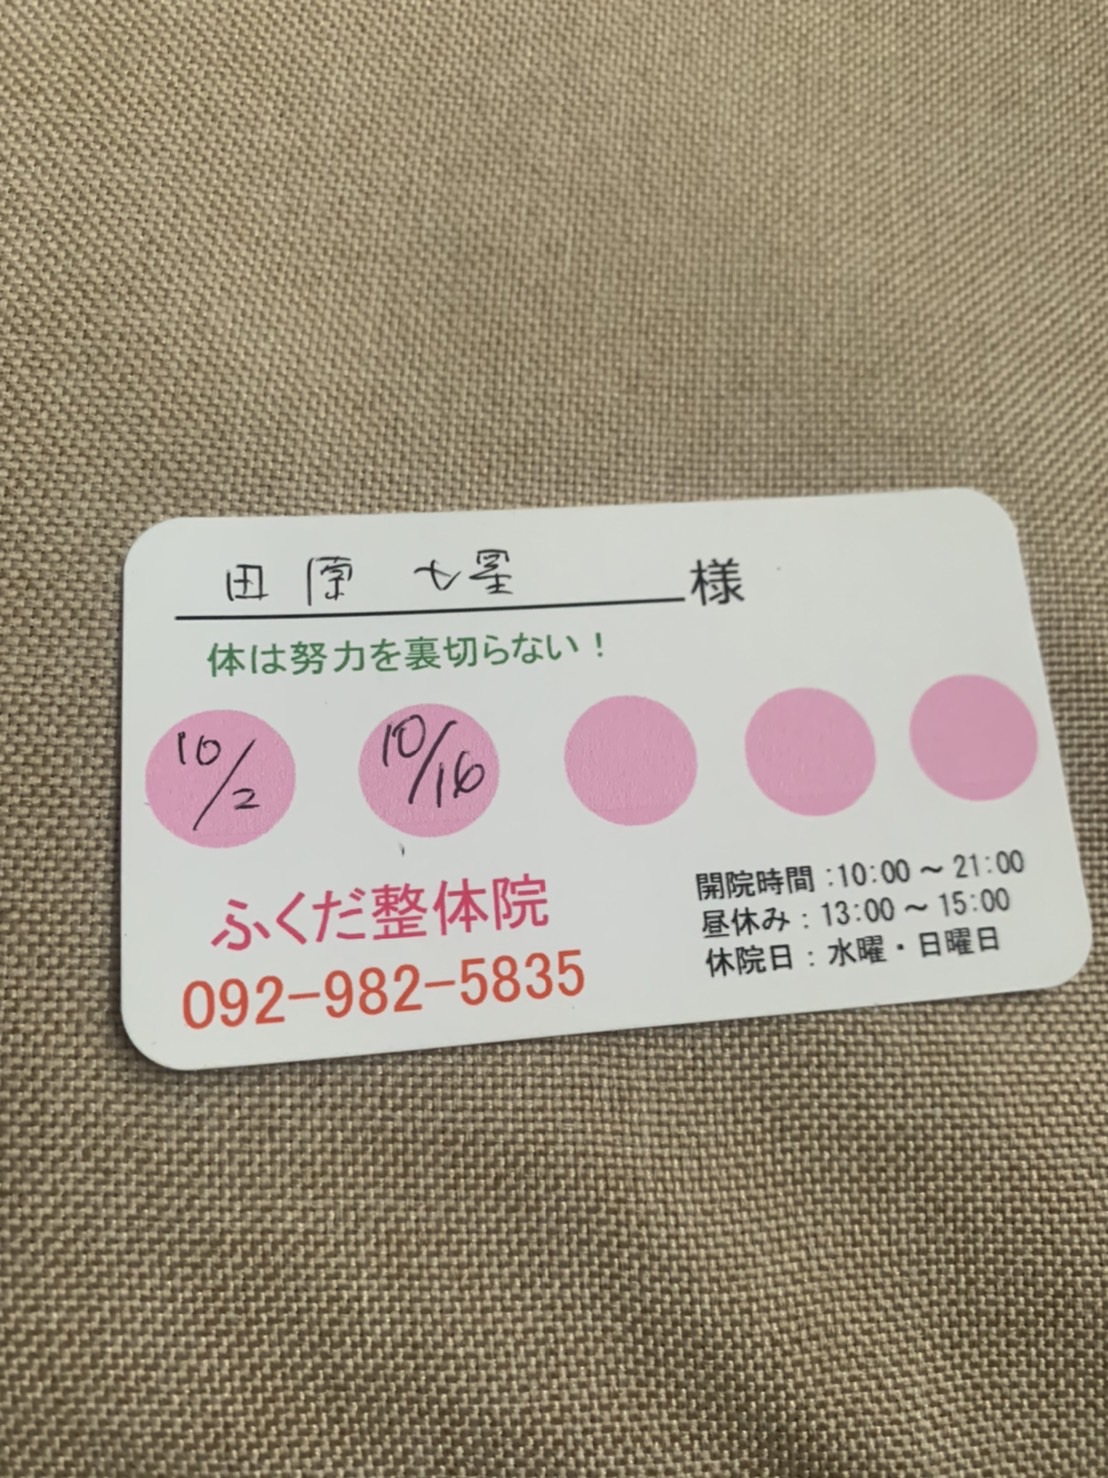 田原 七星 様
体は努力を裏切らない！
10/2 10/16
ふくだ整体院
092-982-5835
開院時間:10:00～21:00
昼休み：13:00～15:00
休院日：水曜・日曜日